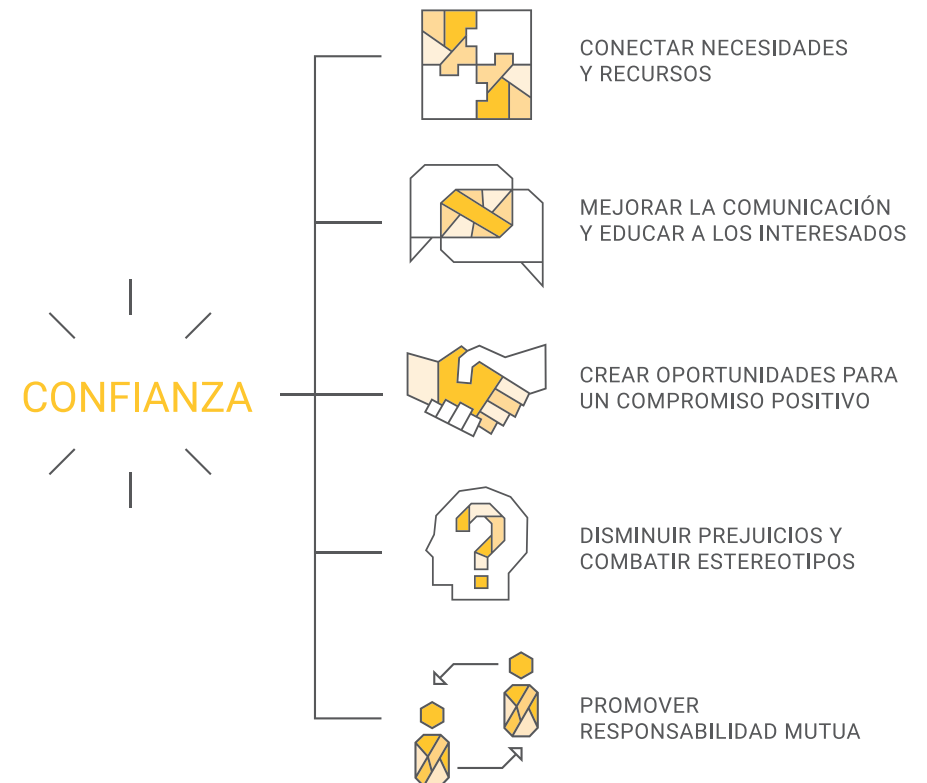 CONFIANZA
CONECTAR NECESIDADES
Y RECURSOS
MEJORAR LA COMUNICACIÓN
Y EDUCAR A LOS INTERESADOS
CREAR OPORTUNIDADES PARA
UN COMPROMISO POSITIVO
DISMINUIR PREJUICIOS Y
COMBATIR ESTEREOTIPOS
PROMOVER
RESPONSABILIDAD MUTUA